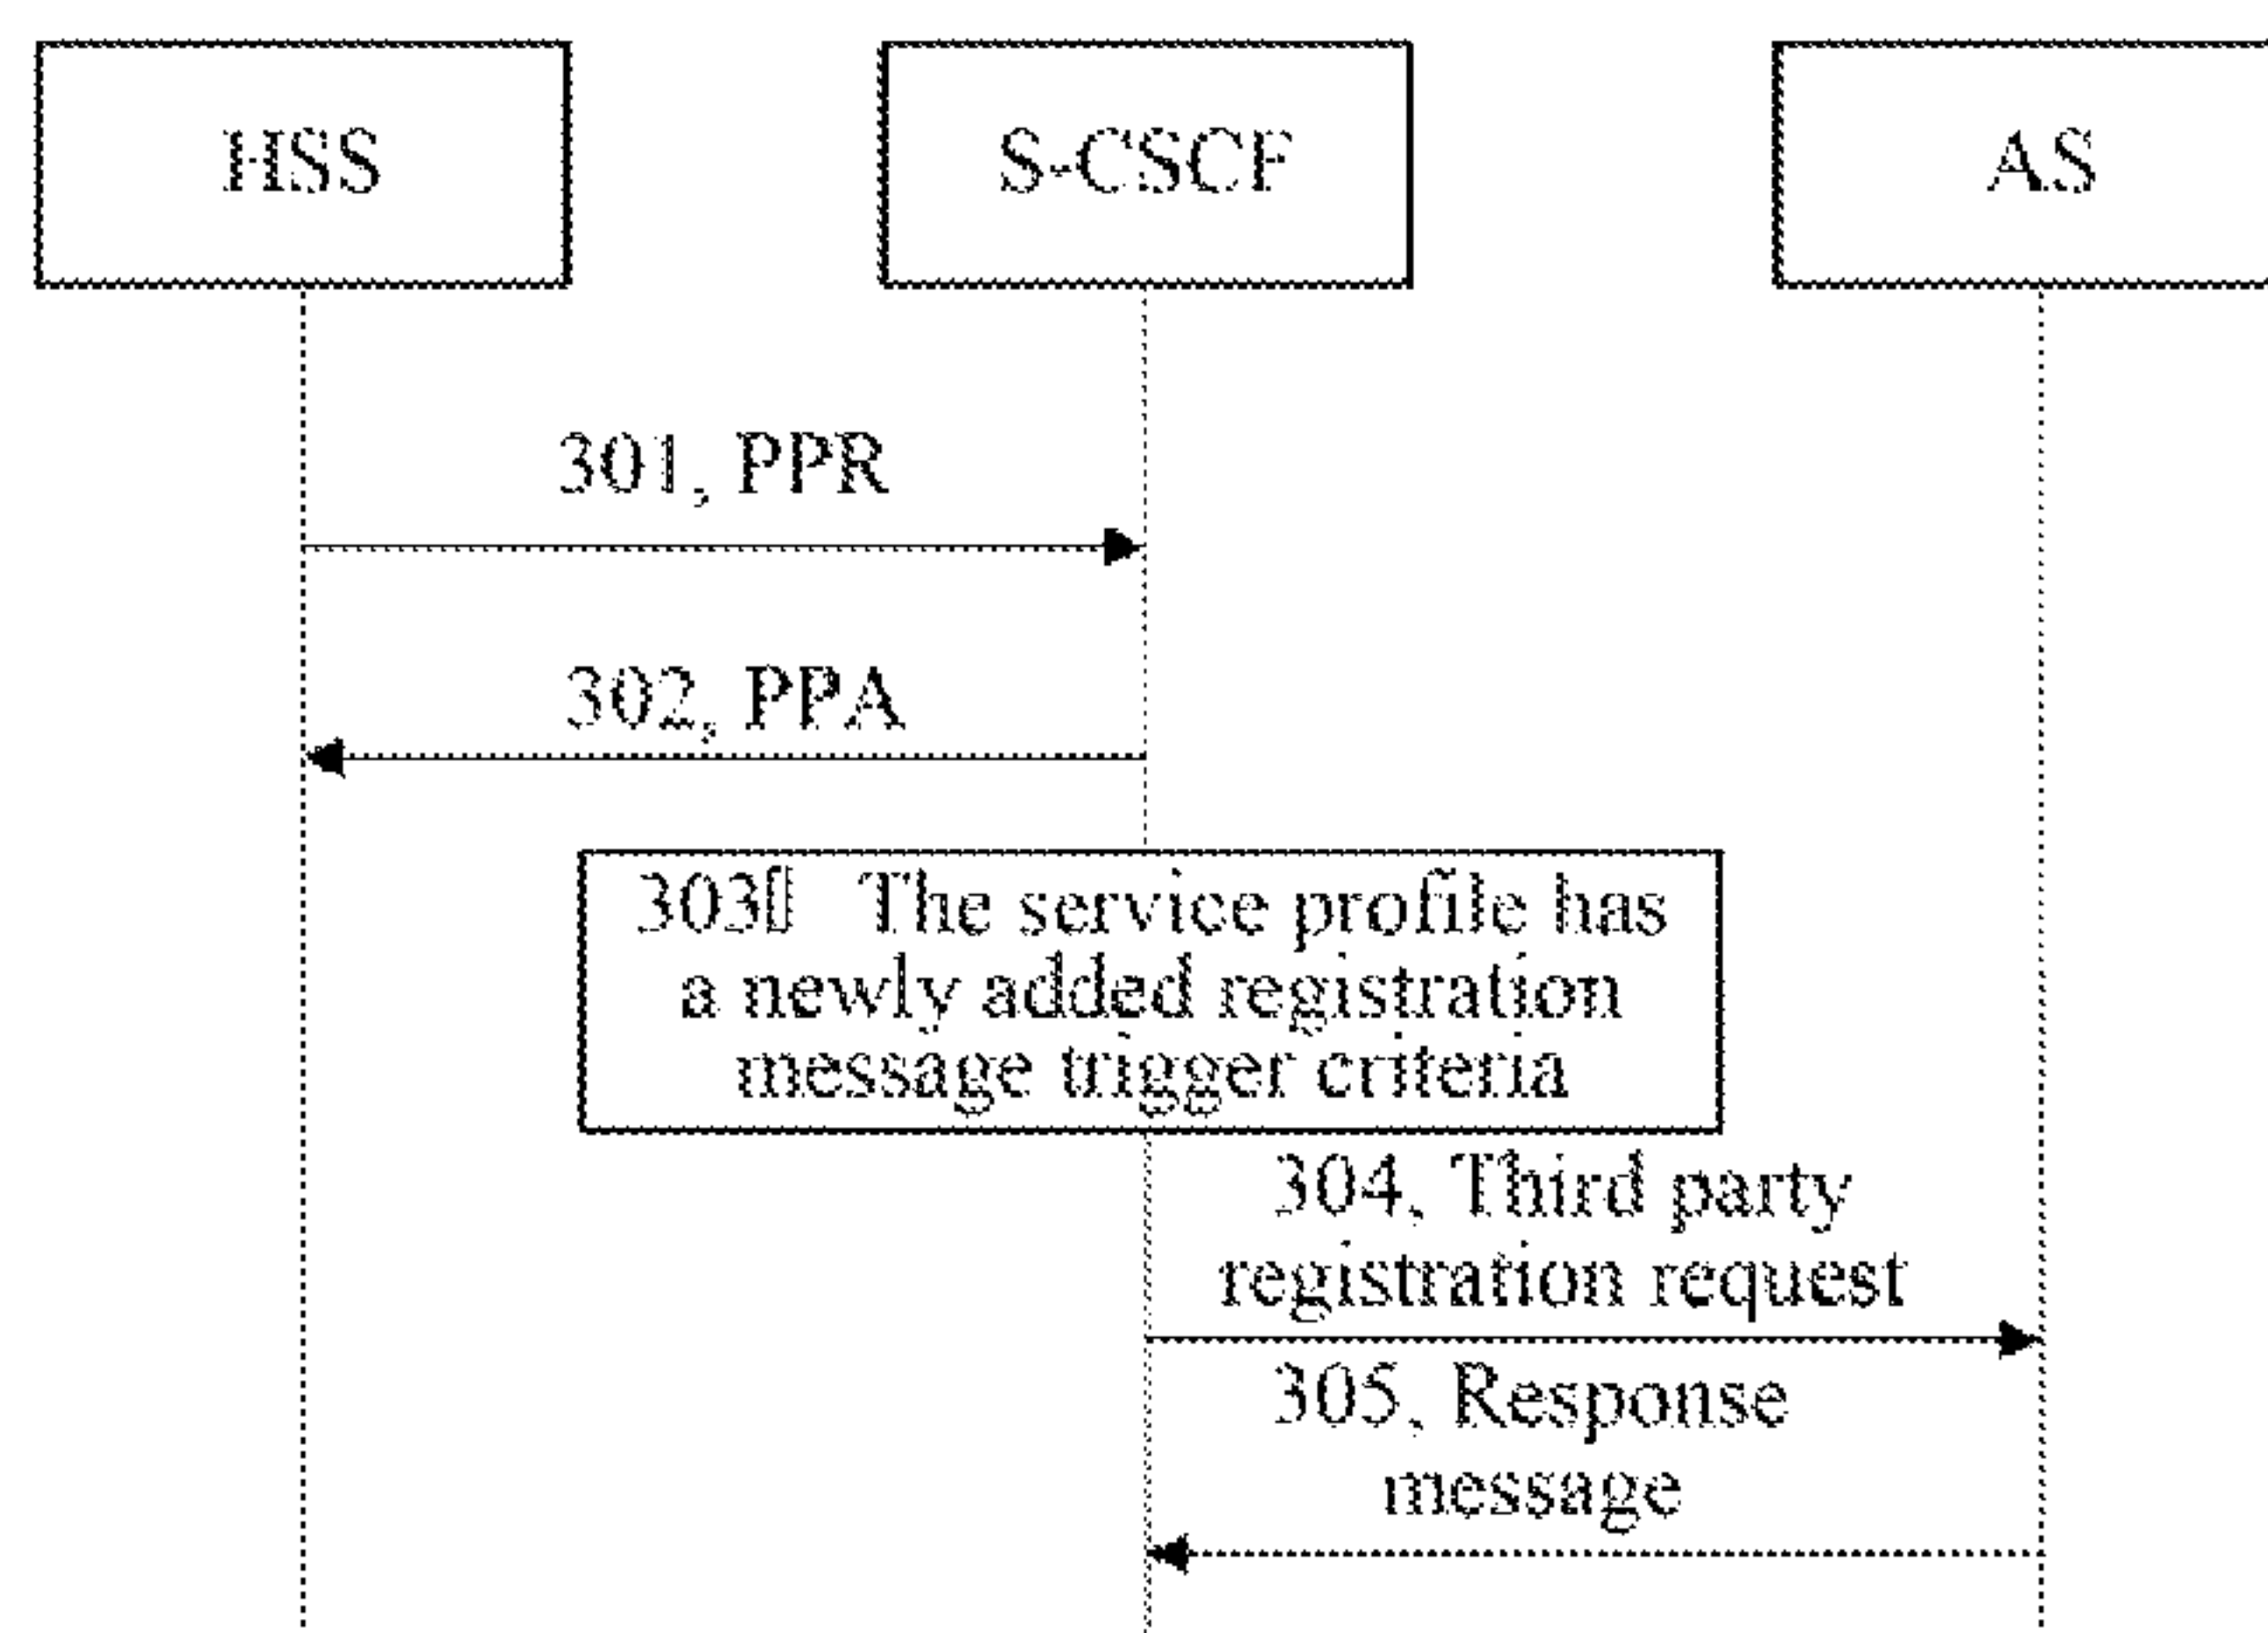 HSS
S-CSCF
AS
301, PPR
302, PPA
303 The service profile has
a newly added registration
message trigger criteria
304, Third party
registration request
305, Response
message